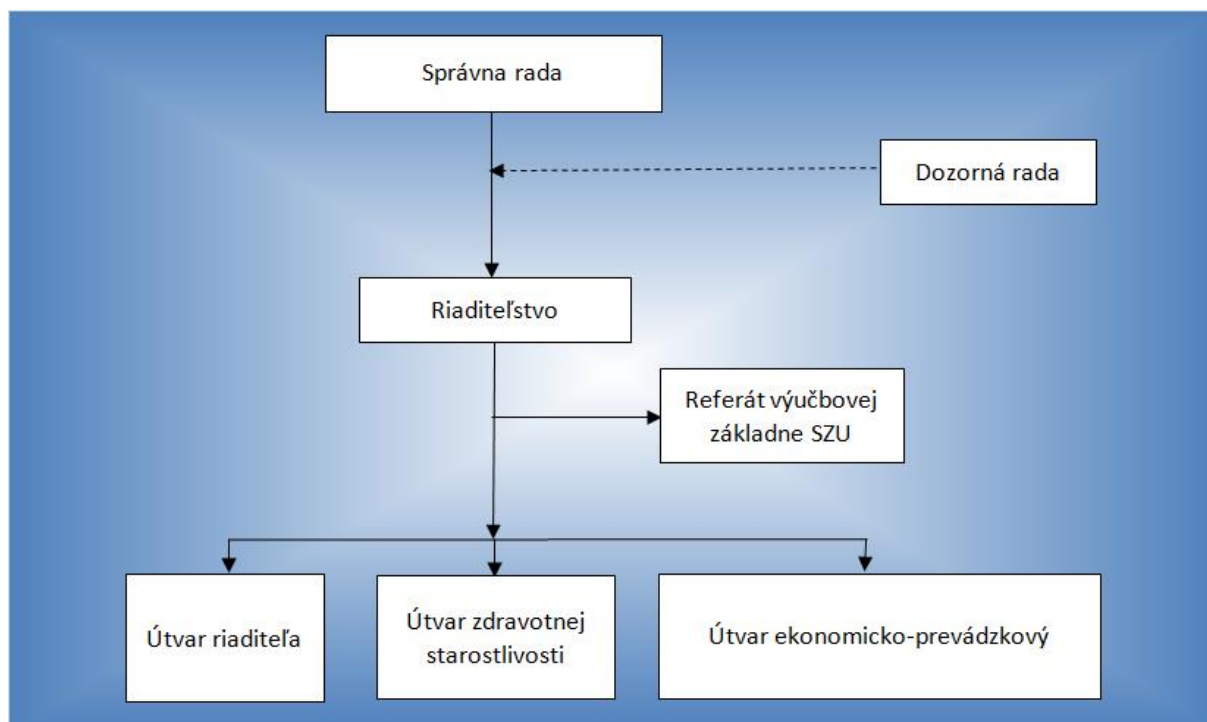 Správna rada
Dozorná rada
Riaditeľstvo
Referát výučbovej
základne SZU
Útvar riaditeľa
Útvar zdravotnej
starostlivosti
Útvar ekonomicko-prevádzkový